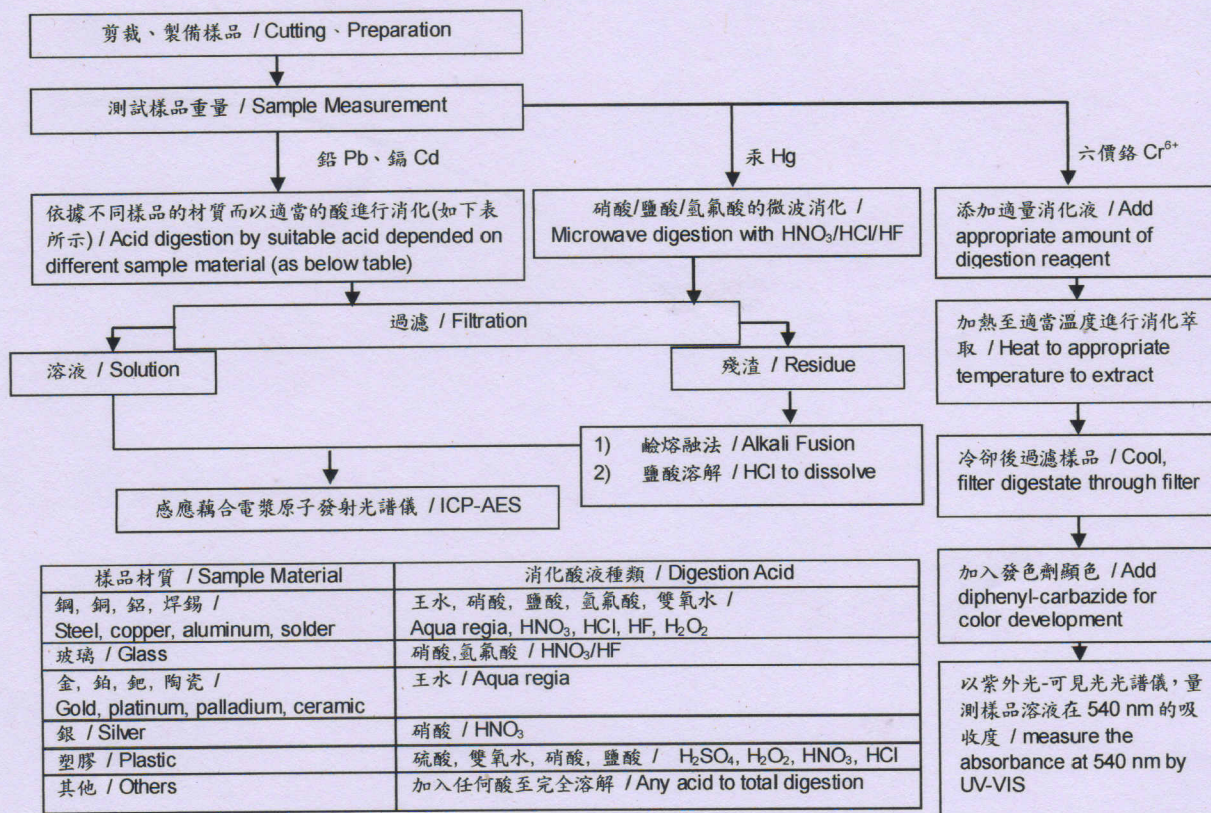 剪裁、製備樣品 / Cutting、Preparation
測試樣品重量 / Sample Measurement
鉛 Pb、鎘 Cd
汞 Hg
六價鉻 Cr⁶⁺
依據不同樣品的材質而以適當的酸進行消化(如下表
所示) / Acid digestion by suitable acid depended on
different sample material (as below table)
硝酸/鹽酸/氫氟酸的微波消化 /
Microwave digestion with HNO₃/HCl/HF
添加適量消化液 / Add
appropriate amount of
digestion reagent
過濾 / Filtration
溶液 / Solution
殘渣 / Residue
加熱至適當溫度進行消化萃
取 / Heat to appropriate
temperature to extract
1) 鹼熔融法 / Alkali Fusion
2) 鹽酸溶解 / HCl to dissolve
冷卻後過濾樣品 / Cool,
filter digestate through filter
感應藕合電漿原子發射光譜儀 / ICP-AES
加入發色劑顯色 / Add
diphenyl-carbazide for
color development
以紫外光-可見光光譜儀,量
測樣品溶液在 540 nm 的吸
收度 / measure the
absorbance at 540 nm by
UV-VIS
樣品材質 / Sample Material
消化酸液種類 / Digestion Acid
鋼, 銅, 鋁, 焊錫 /
Steel, copper, aluminum, solder
王水, 硝酸, 鹽酸, 氫氟酸, 雙氧水 /
Aqua regia, HNO₃, HCl, HF, H₂O₂
玻璃 / Glass
硝酸,氫氟酸 / HNO₃/HF
金, 鉑, 鈀, 陶瓷 /
Gold, platinum, palladium, ceramic
王水 / Aqua regia
銀 / Silver
硝酸 / HNO₃
塑膠 / Plastic
硫酸, 雙氧水, 硝酸, 鹽酸 / H₂SO₄, H₂O₂, HNO₃, HCl
其他 / Others
加入任何酸至完全溶解 / Any acid to total digestion